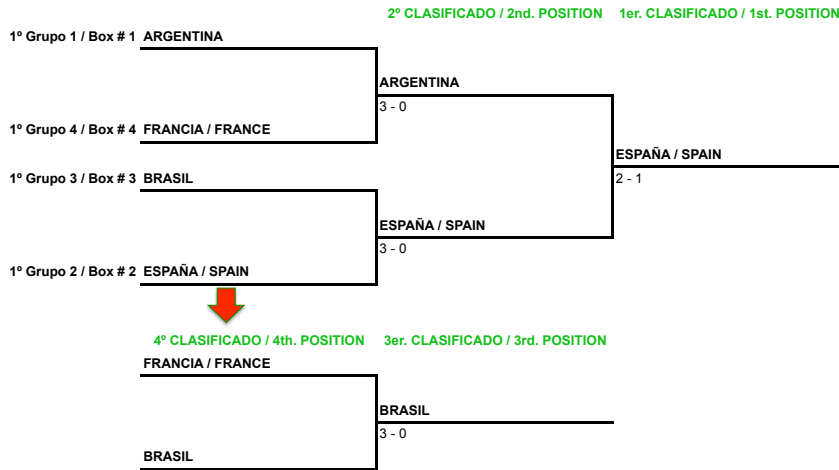 2º CLASIFICADO / 2nd. POSITION 1er. CLASIFICADO / 1st. POSITION
1º Grupo 1 / Box # 1 ARGENTINA
ARGENTINA
3 - 0
1º Grupo 4 / Box # 4 FRANCIA / FRANCE
ESPAÑA / SPAIN
2 - 1
1º Grupo 3 / Box # 3 BRASIL
ESPAÑA / SPAIN
3 - 0
1º Grupo 2 / Box # 2 ESPAÑA / SPAIN
4º CLASIFICADO / 4th. POSITION 3er. CLASIFICADO / 3rd. POSITION
FRANCIA / FRANCE
BRASIL
3 - 0
BRASIL